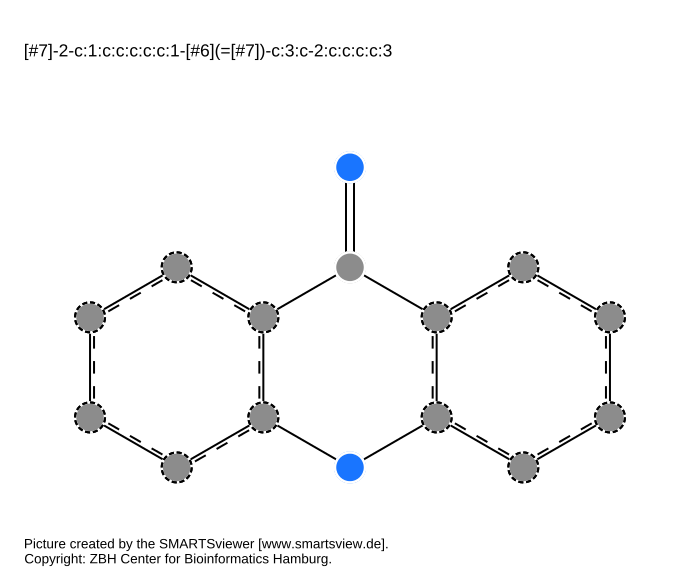 [#7]-2-c:1:c:c:c:c:c:1-[#6](=[#7])-c:3:c-2:c:c:c:c:3
Picture created by the SMARTSviewer [www.smartsview.de].
Copyright: ZBH Center for Bioinformatics Hamburg.